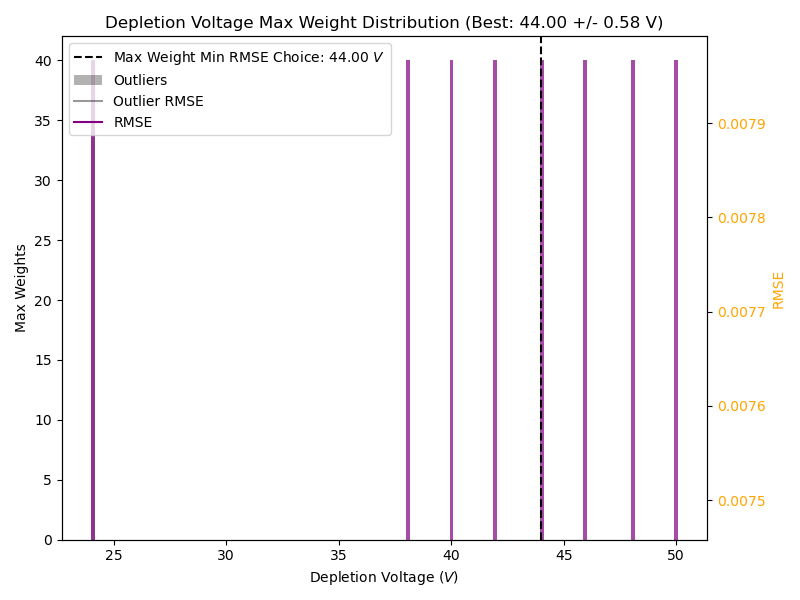 Depletion Voltage Max Weight Distribution (Best: 44.00 +/- 0.58 V)
Max Weight Min RMSE Choice: 44.00 V
Outliers
Outlier RMSE
RMSE
Max Weights
40
35
30
25
20
15
10
5
0
0.0079
0.0078
0.0077
0.0076
0.0075
RMSE
25 30 35 40 45 50
Depletion Voltage (V)